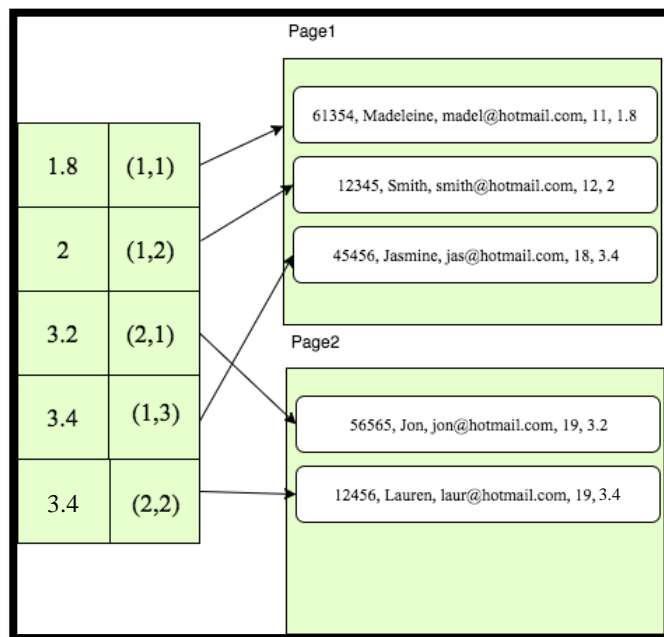 Page1
61354, Madeleine, madel@hotmail.com, 11, 1.8
12345, Smith, smith@hotmail.com, 12, 2
45456, Jasmine, jas@hotmail.com, 18, 3.4
1.8 (1,1)
2 (1,2)
3.2 (2,1)
3.4 (1,3)
3.4 (2,2)
Page2
56565, Jon, jon@hotmail.com, 19, 3.2
12456, Lauren, laur@hotmail.com, 19, 3.4